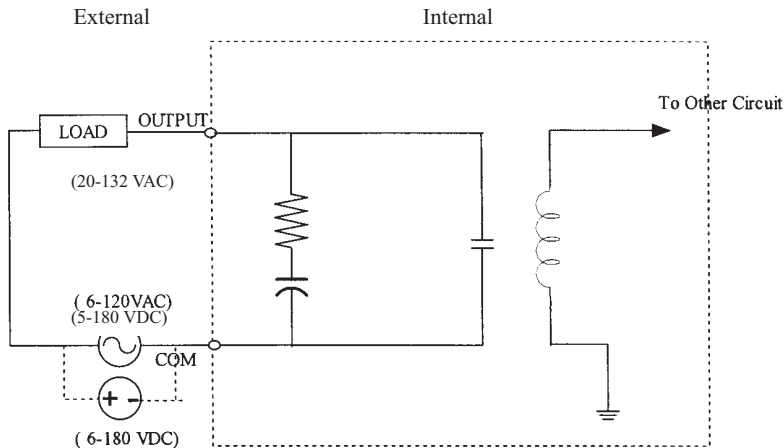 External
Internal
To Other Circuit
LOAD
OUTPUT
(20-132 VAC)
( 6-120VAC)
(5-180 VDC)
COM
+ -
( 6-180 VDC)